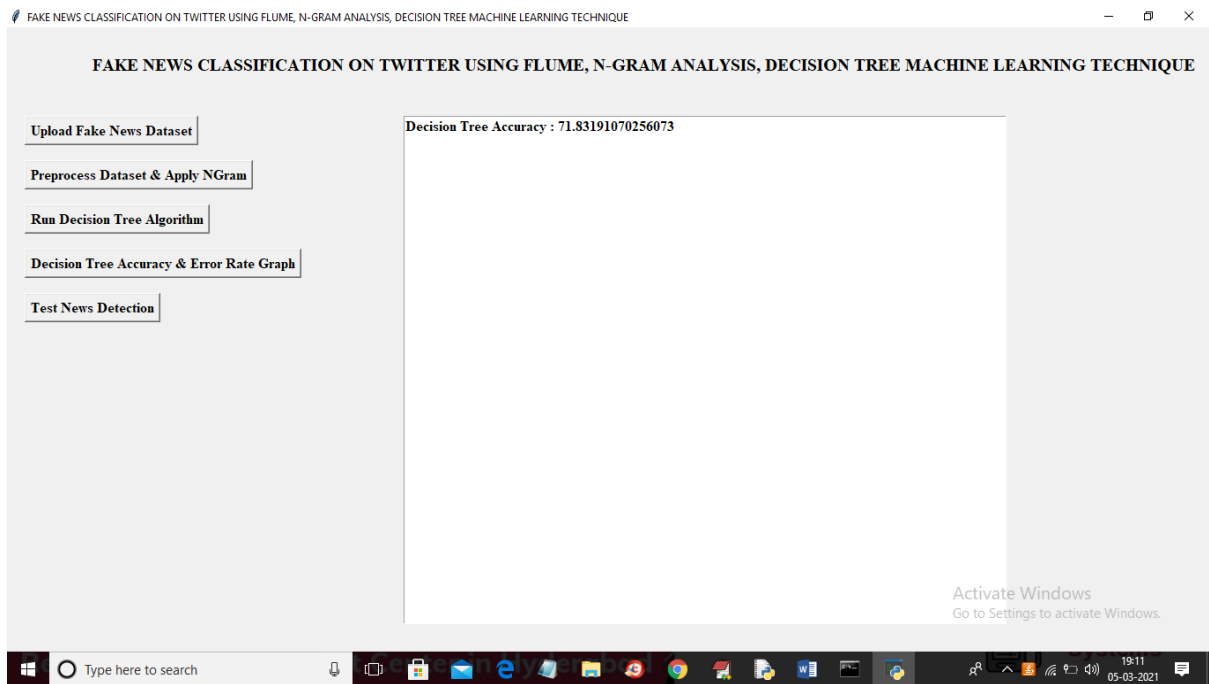 FAKE NEWS CLASSIFICATION ON TWITTER USING FLUME, N-GRAM ANALYSIS, DECISION TREE MACHINE LEARNING TECHNIQUE
FAKE NEWS CLASSIFICATION ON TWITTER USING FLUME, N-GRAM ANALYSIS, DECISION TREE MACHINE LEARNING TECHNIQUE
Upload Fake News Dataset
Decision Tree Accuracy : 71.83191070256073
Preprocess Dataset & Apply NGram
Run Decision Tree Algorithm
Decision Tree Accuracy & Error Rate Graph
Test News Detection
Activate Windows
Go to Settings to activate Windows.
Type here to search
19:11
05-03-2021